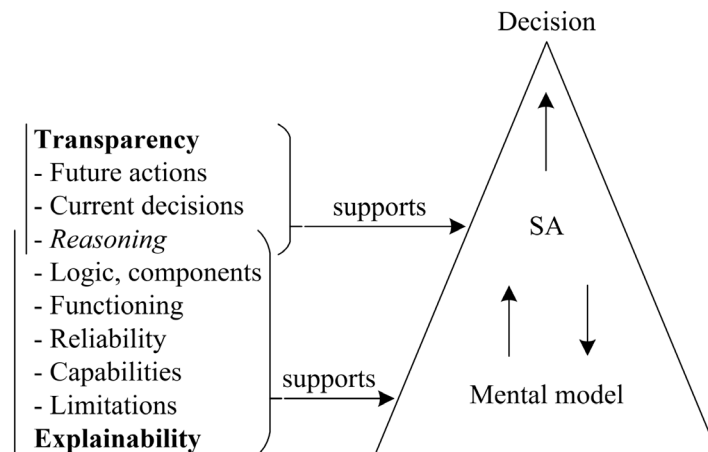 Decision
Transparency
- Future actions
- Current decisions
- Reasoning
- Logic, components
- Functioning
- Reliability
- Capabilities
- Limitations
Explainability
supports
supports
SA
Mental model